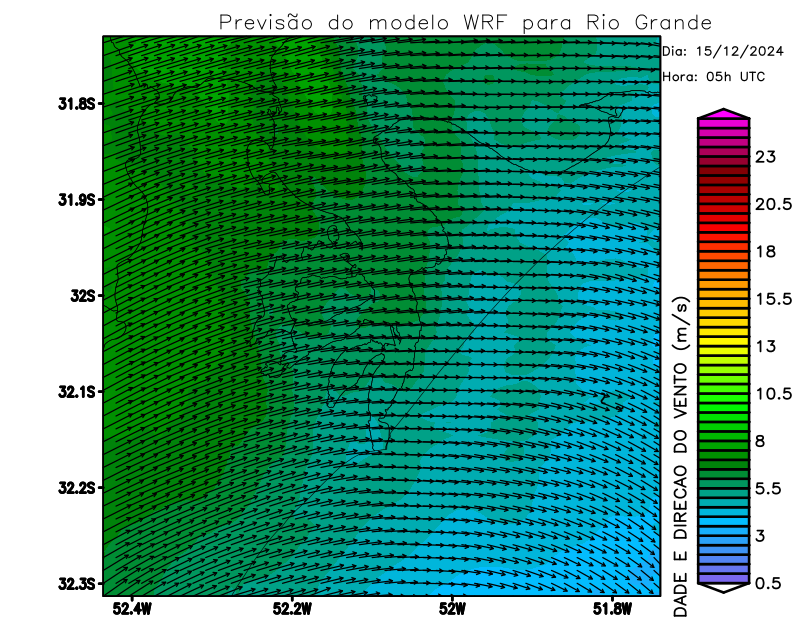 Previsão do modelo WRF para Rio Grande
Dia: 15/12/2024
Hora: 05h UTC
31.8S
31.9S
32S
32.1S
32.2S
32.3S
52.4W
52.2W
52W
51.8W
23
20.5
18
15.5
13
10.5
8
5.5
3
0.5
DADE E DIRECAO DO VENTO (m/s)